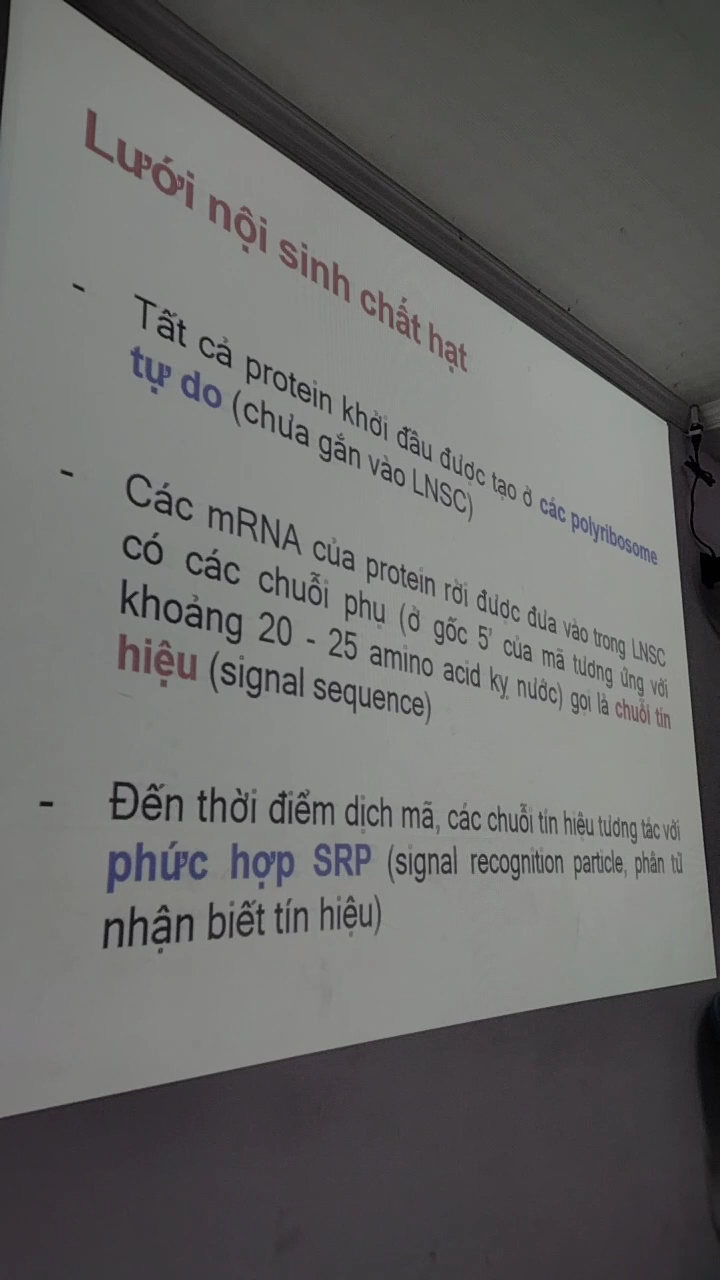 Lưới nội sinh chất hạt
- Tất cả protein khởi đầu được tạo ở các polyribosome
tự do (chưa gắn vào LNSC)
- Các mRNA của protein rời được đưa vào trong LNSC
có các chuỗi phụ (ở gốc 5' của mã tương ứng với
khoảng 20 - 25 amino acid kỵ nước) gọi là chuỗi tín
hiệu (signal sequence)
- Đến thời điểm dịch mã, các chuỗi tín hiệu tương tác với
phức hợp SRP (signal recognition particle, phân tử
nhận biết tín hiệu)